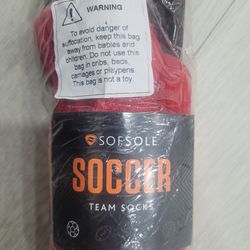 WARNING
To avoid danger of
suffocation, keep this bag
away from babies and
children. Do not use this
bag in cribs, beds,
carriages or playpens.
This bag is not a toy.
SOFSOLE
SOCCER
TEAM SOCKS